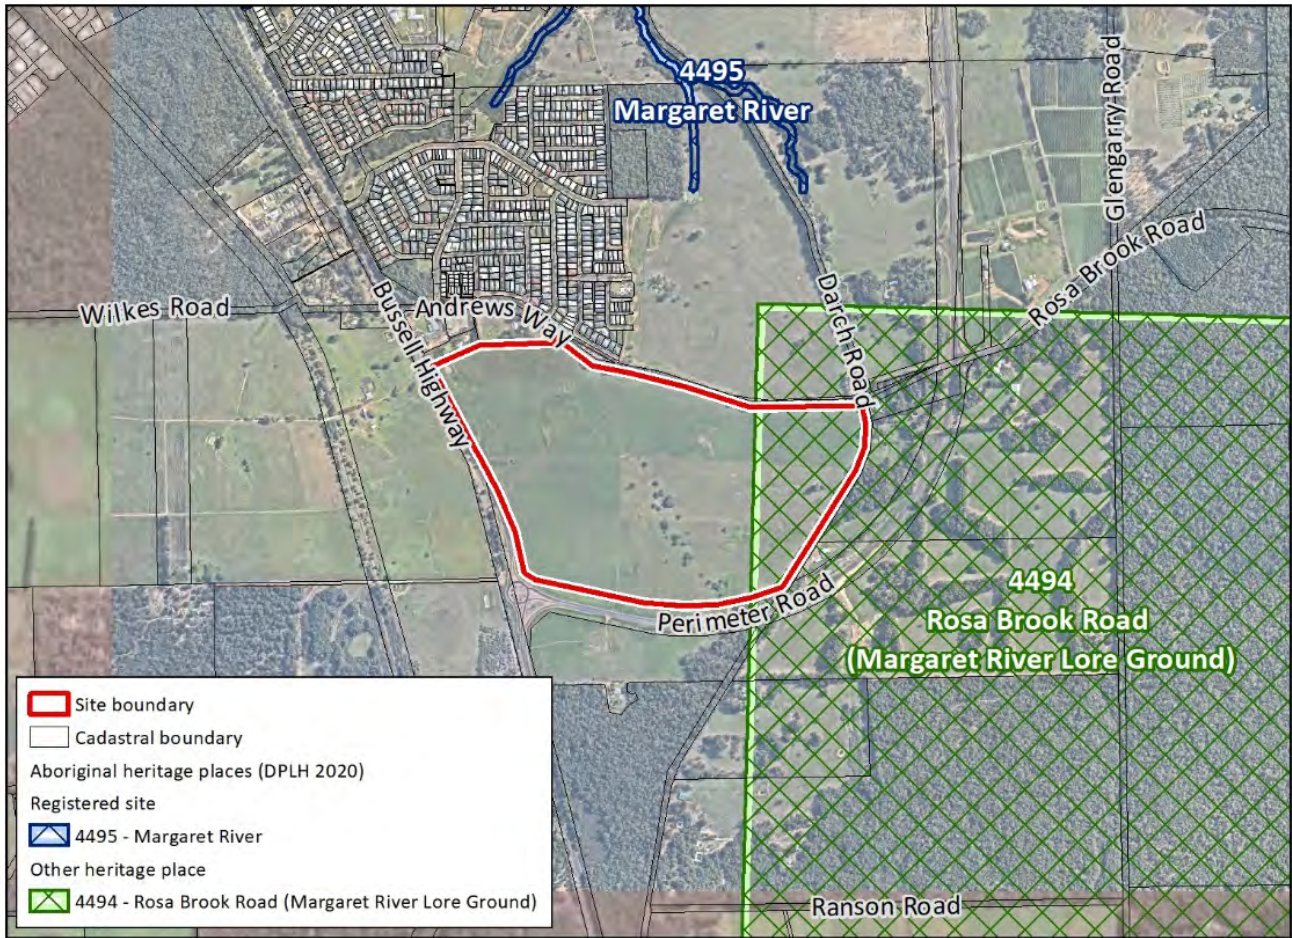 4495
Margaret River
Glengarry Road
Rosa Brook Road
Wilkes Road
Andrews Way
Bussell Highway
Darch Road
4494
Rosa Brook Road
(Margaret River Lore Ground)
Perimeter Road
Ranson Road
Site boundary
Cadastral boundary
Aboriginal heritage places (DPLH 2020)
Registered site
4495 - Margaret River
Other heritage place
4494 - Rosa Brook Road (Margaret River Lore Ground)